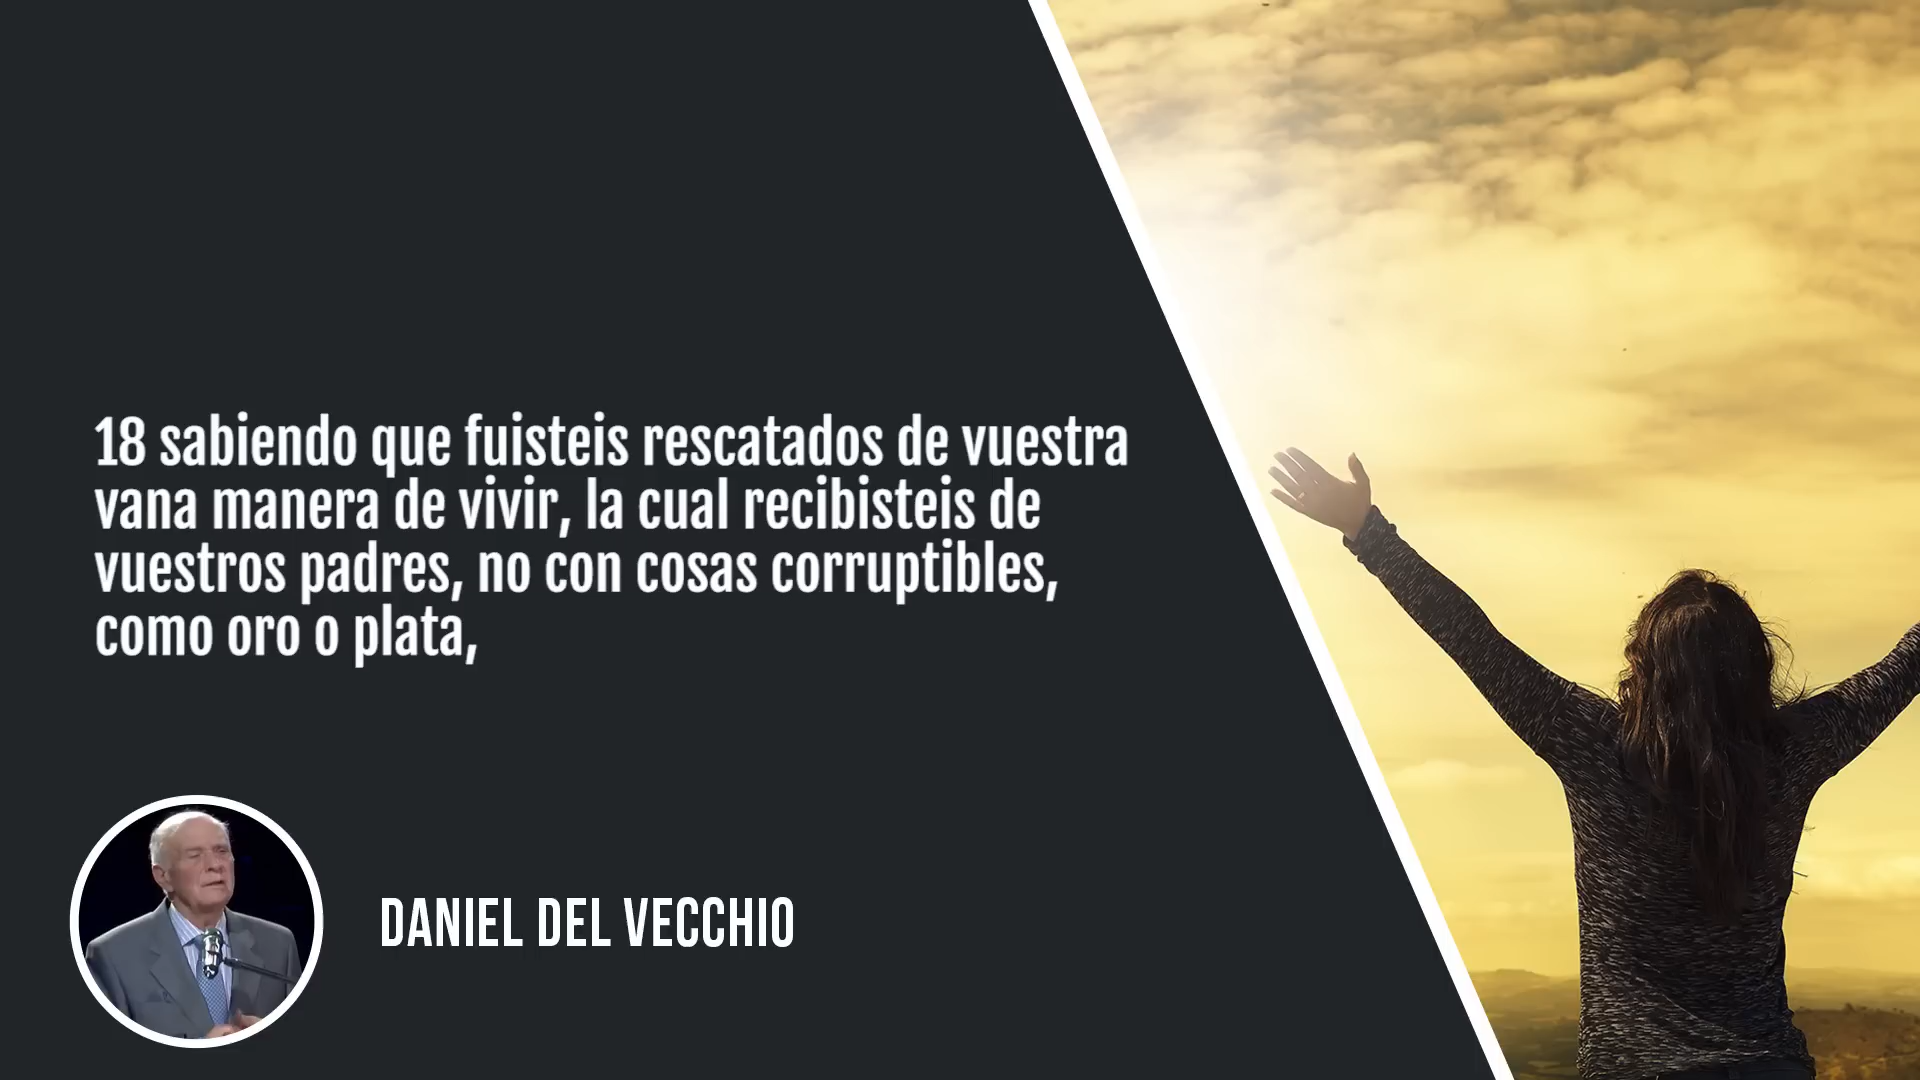 18 sabiendo que fuisteis rescatados de vuestra
vana manera de vivir, la cual recibisteis de
vuestros padres, no con cosas corruptibles,
como oro o plata,
DANIEL DEL VECCHIO